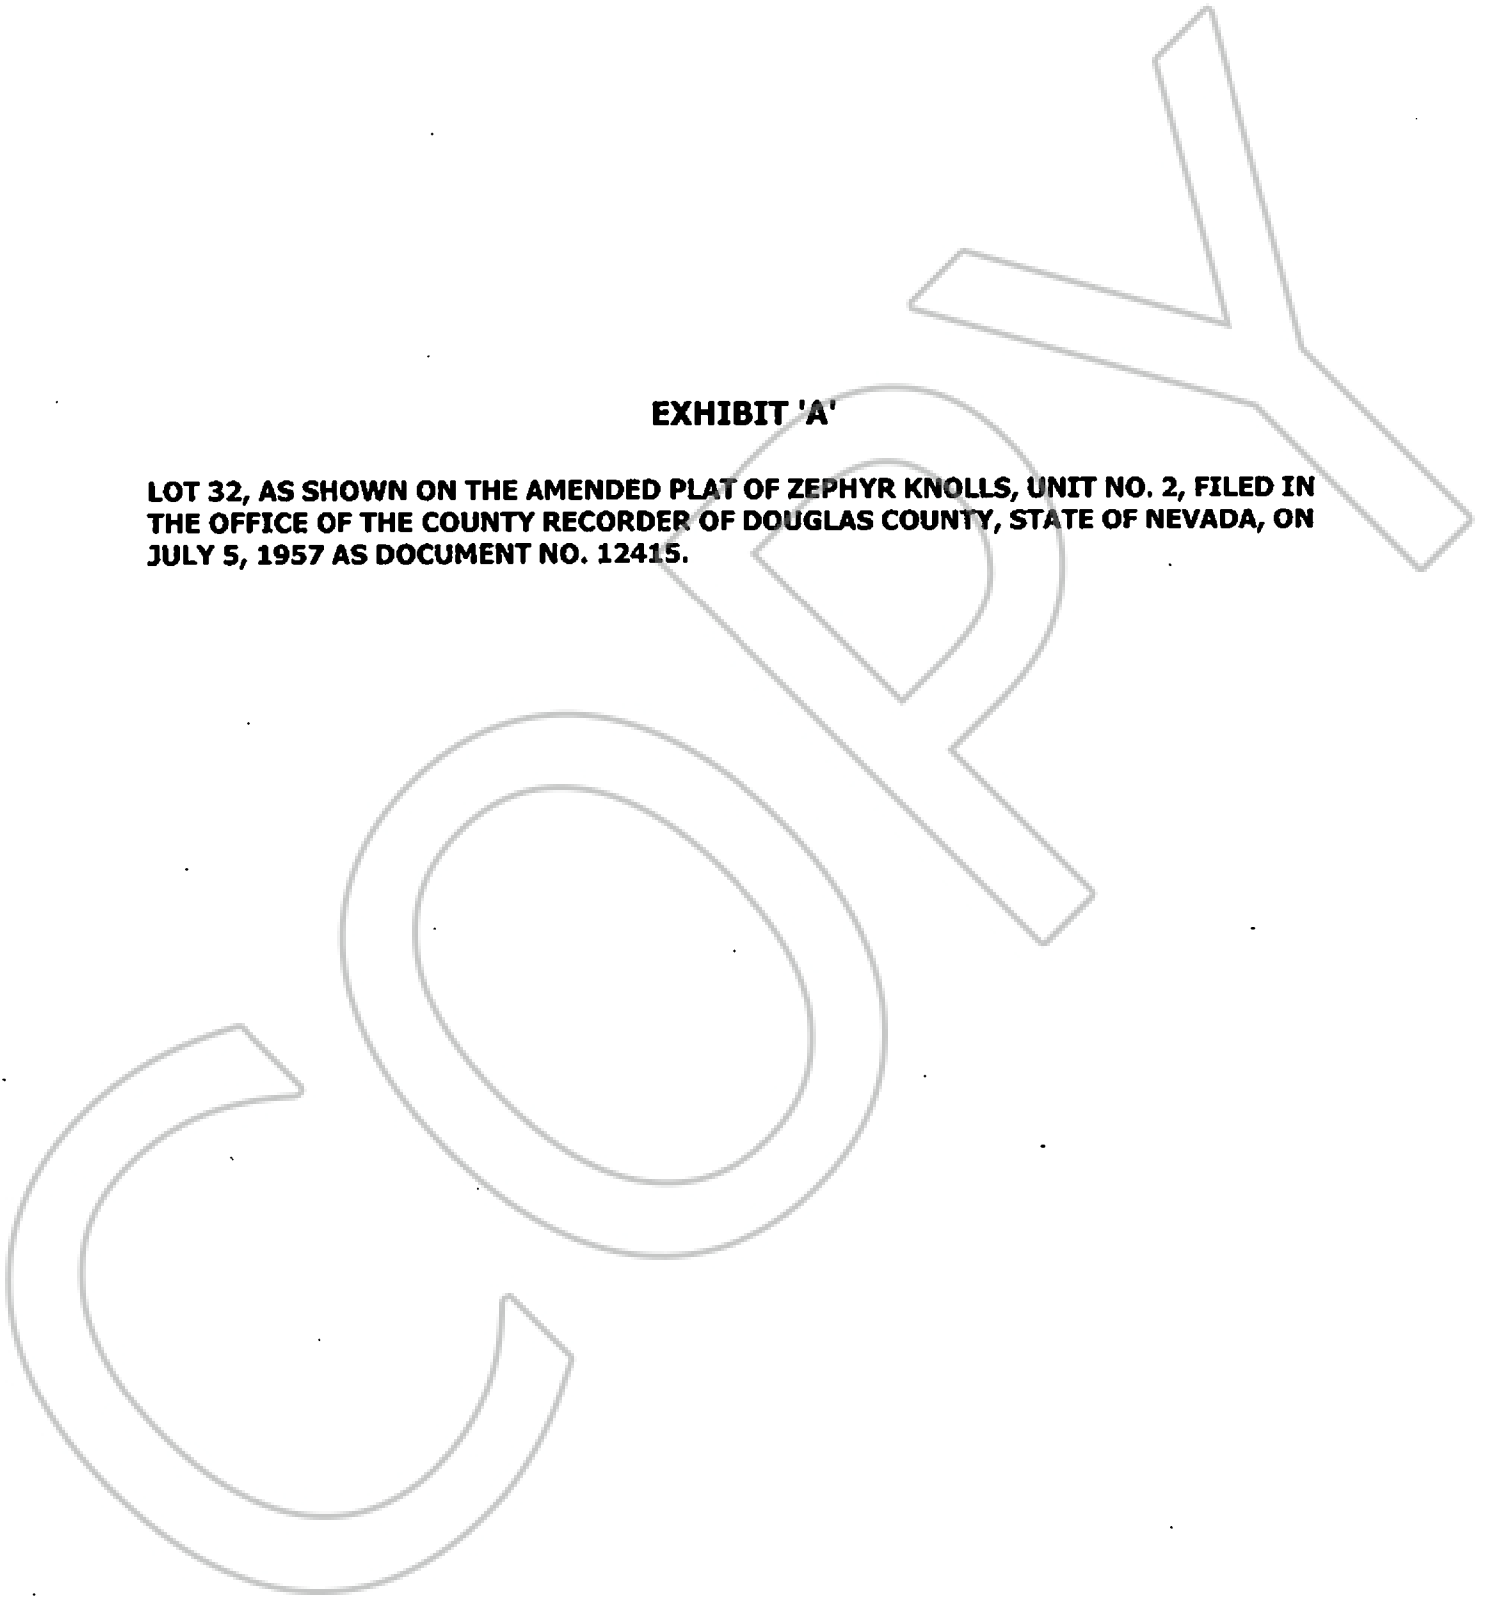 EXHIBIT 'A'
LOT 32, AS SHOWN ON THE AMENDED PLAT OF ZEPHYR KNOLLS, UNIT NO. 2, FILED IN
THE OFFICE OF THE COUNTY RECORDER OF DOUGLAS COUNTY, STATE OF NEVADA, ON
JULY 5, 1957 AS DOCUMENT NO. 12415.
COPY